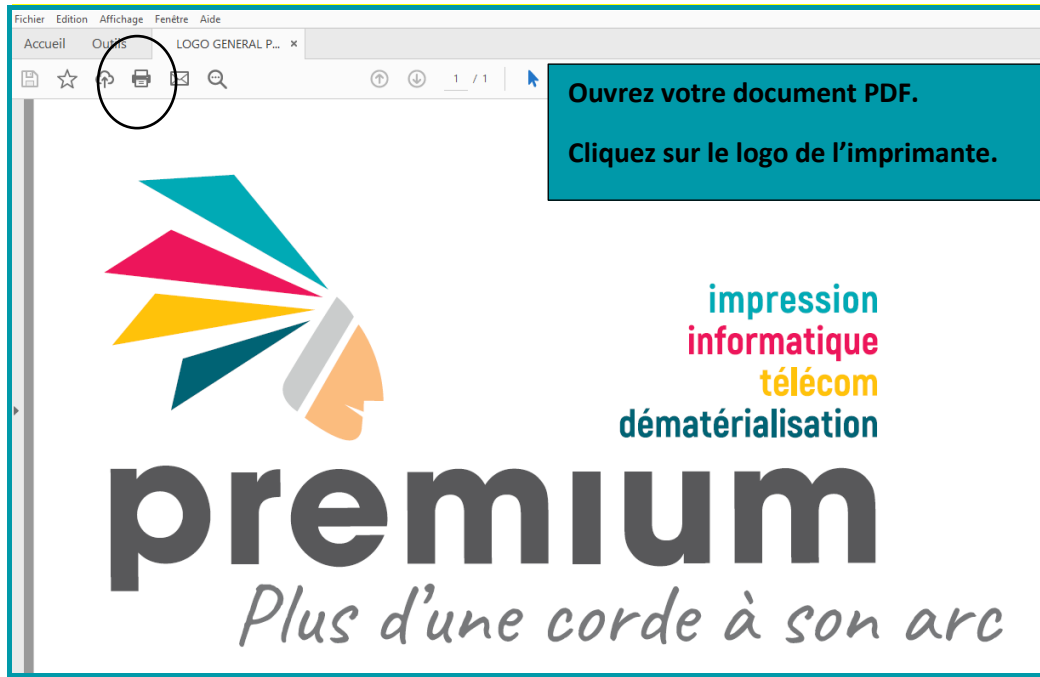 Fichier Edition Affichage Fenêtre Aide
Accueil Outils LOGO GENERAL P... ×
1 / 1
Ouvrez votre document PDF.
Cliquez sur le logo de l’imprimante.
impression
informatique
télécom
dématérialisation
premium
Plus d'une corde à son arc